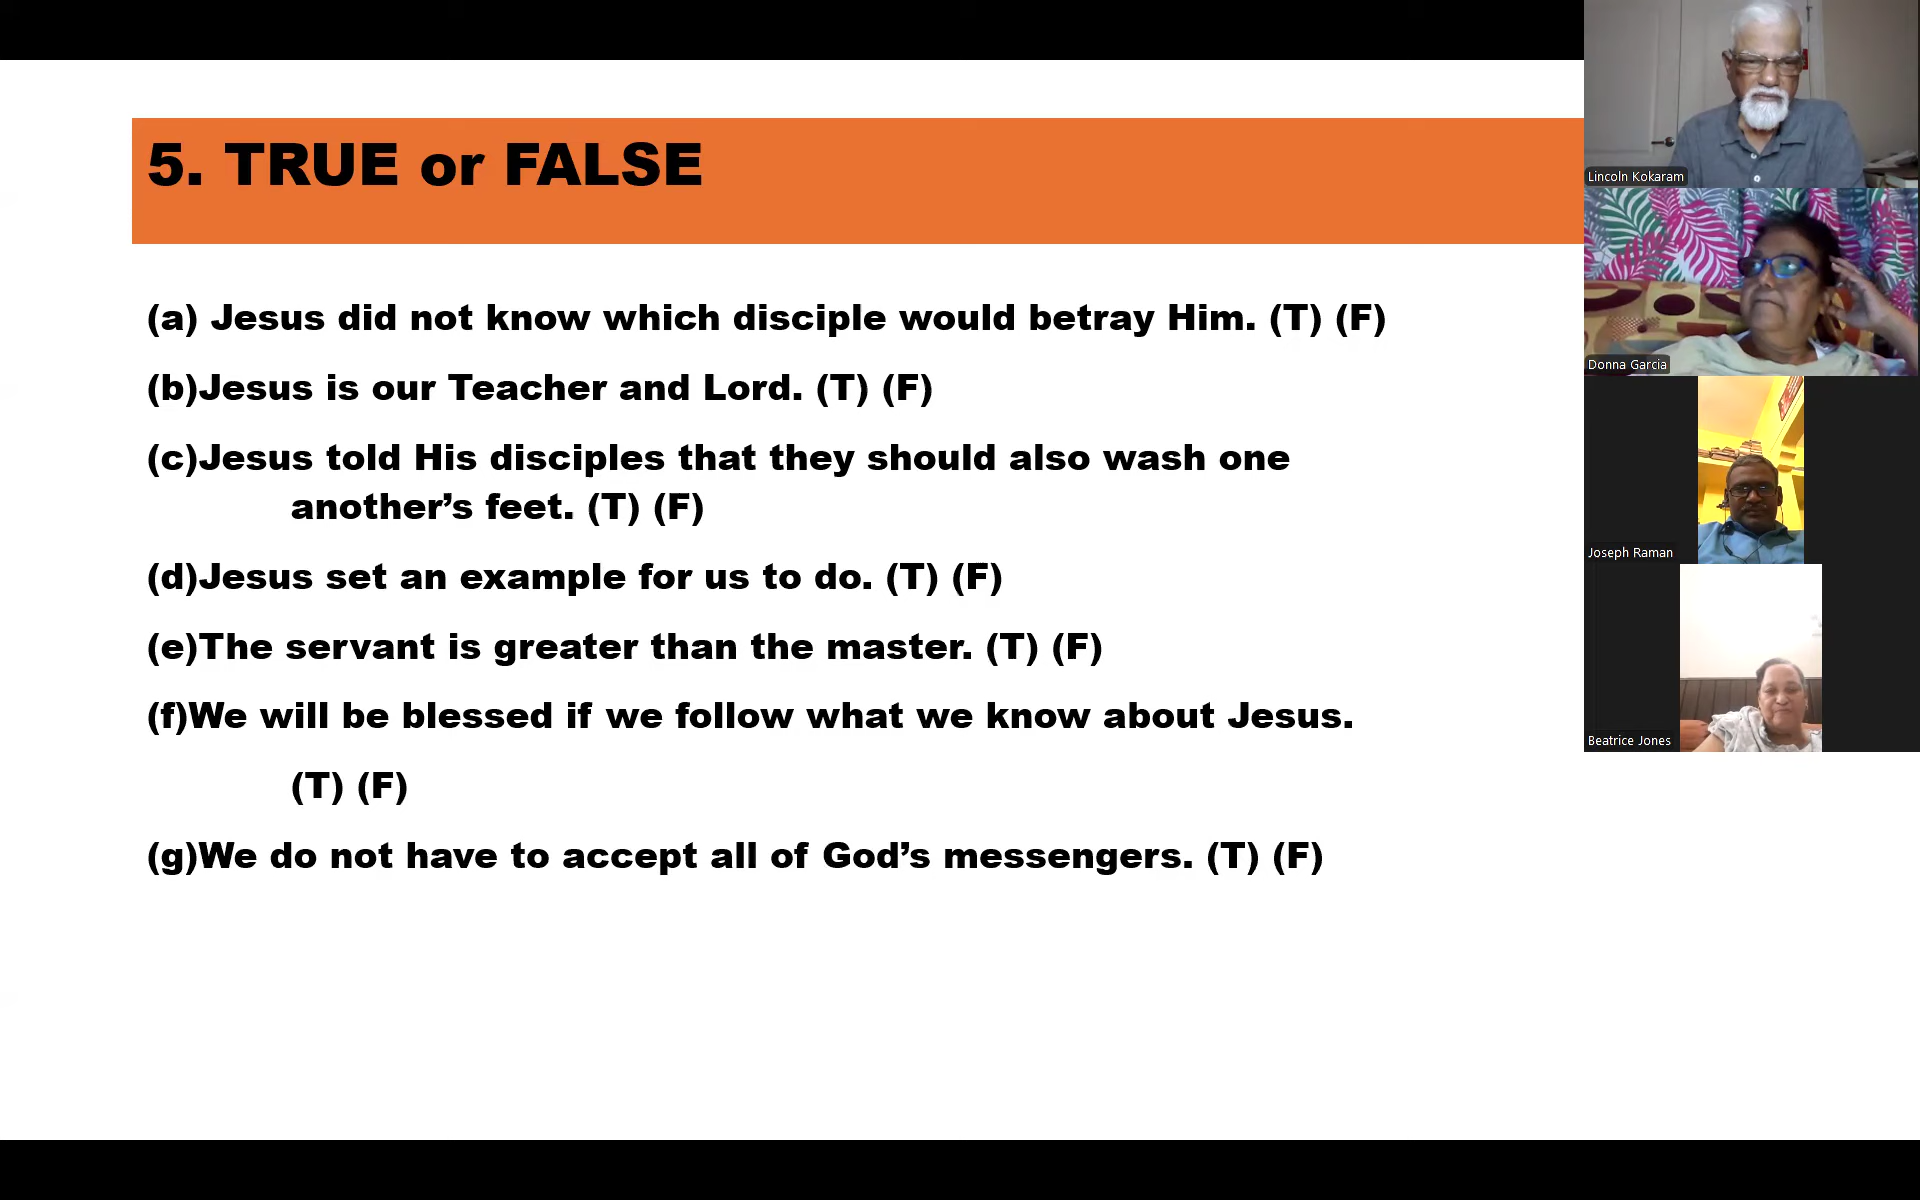 5. TRUE or FALSE
(a) Jesus did not know which disciple would betray Him. (T) (F)
(b)Jesus is our Teacher and Lord. (T) (F)
(c)Jesus told His disciples that they should also wash one
another’s feet. (T) (F)
(d)Jesus set an example for us to do. (T) (F)
(e)The servant is greater than the master. (T) (F)
(f)We will be blessed if we follow what we know about Jesus.
(T) (F)
(g)We do not have to accept all of God’s messengers. (T) (F)
Lincoln Kokaram
Donna Garcia
Joseph Raman
Beatrice Jones